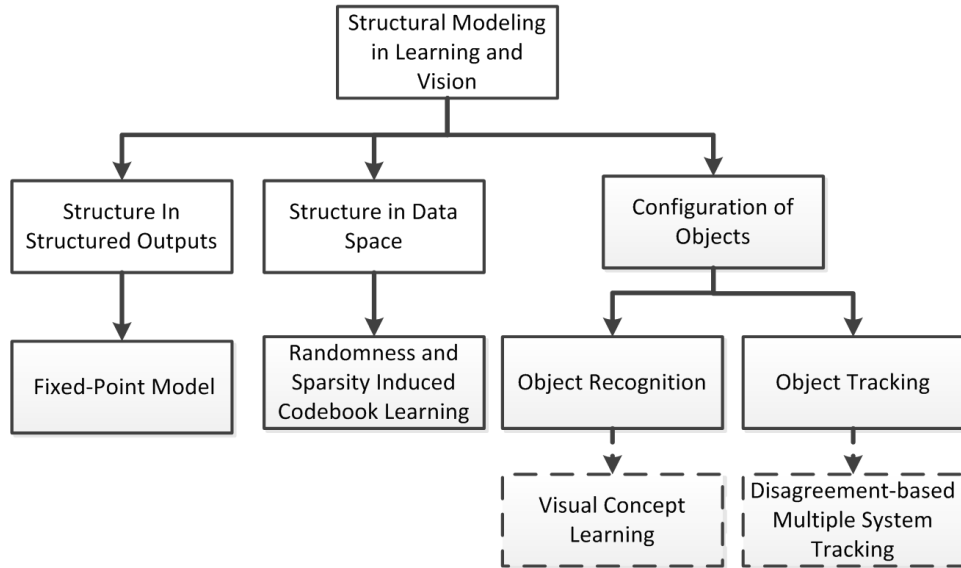 Structural Modeling
in Learning and
Vision
Structure In
Structured Outputs
Structure in Data
Space
Configuration of
Objects
Fixed-Point Model
Randomness and
Sparsity Induced
Codebook Learning
Object Recognition
Object Tracking
Visual Concept
Learning
Disagreement-based
Multiple System
Tracking